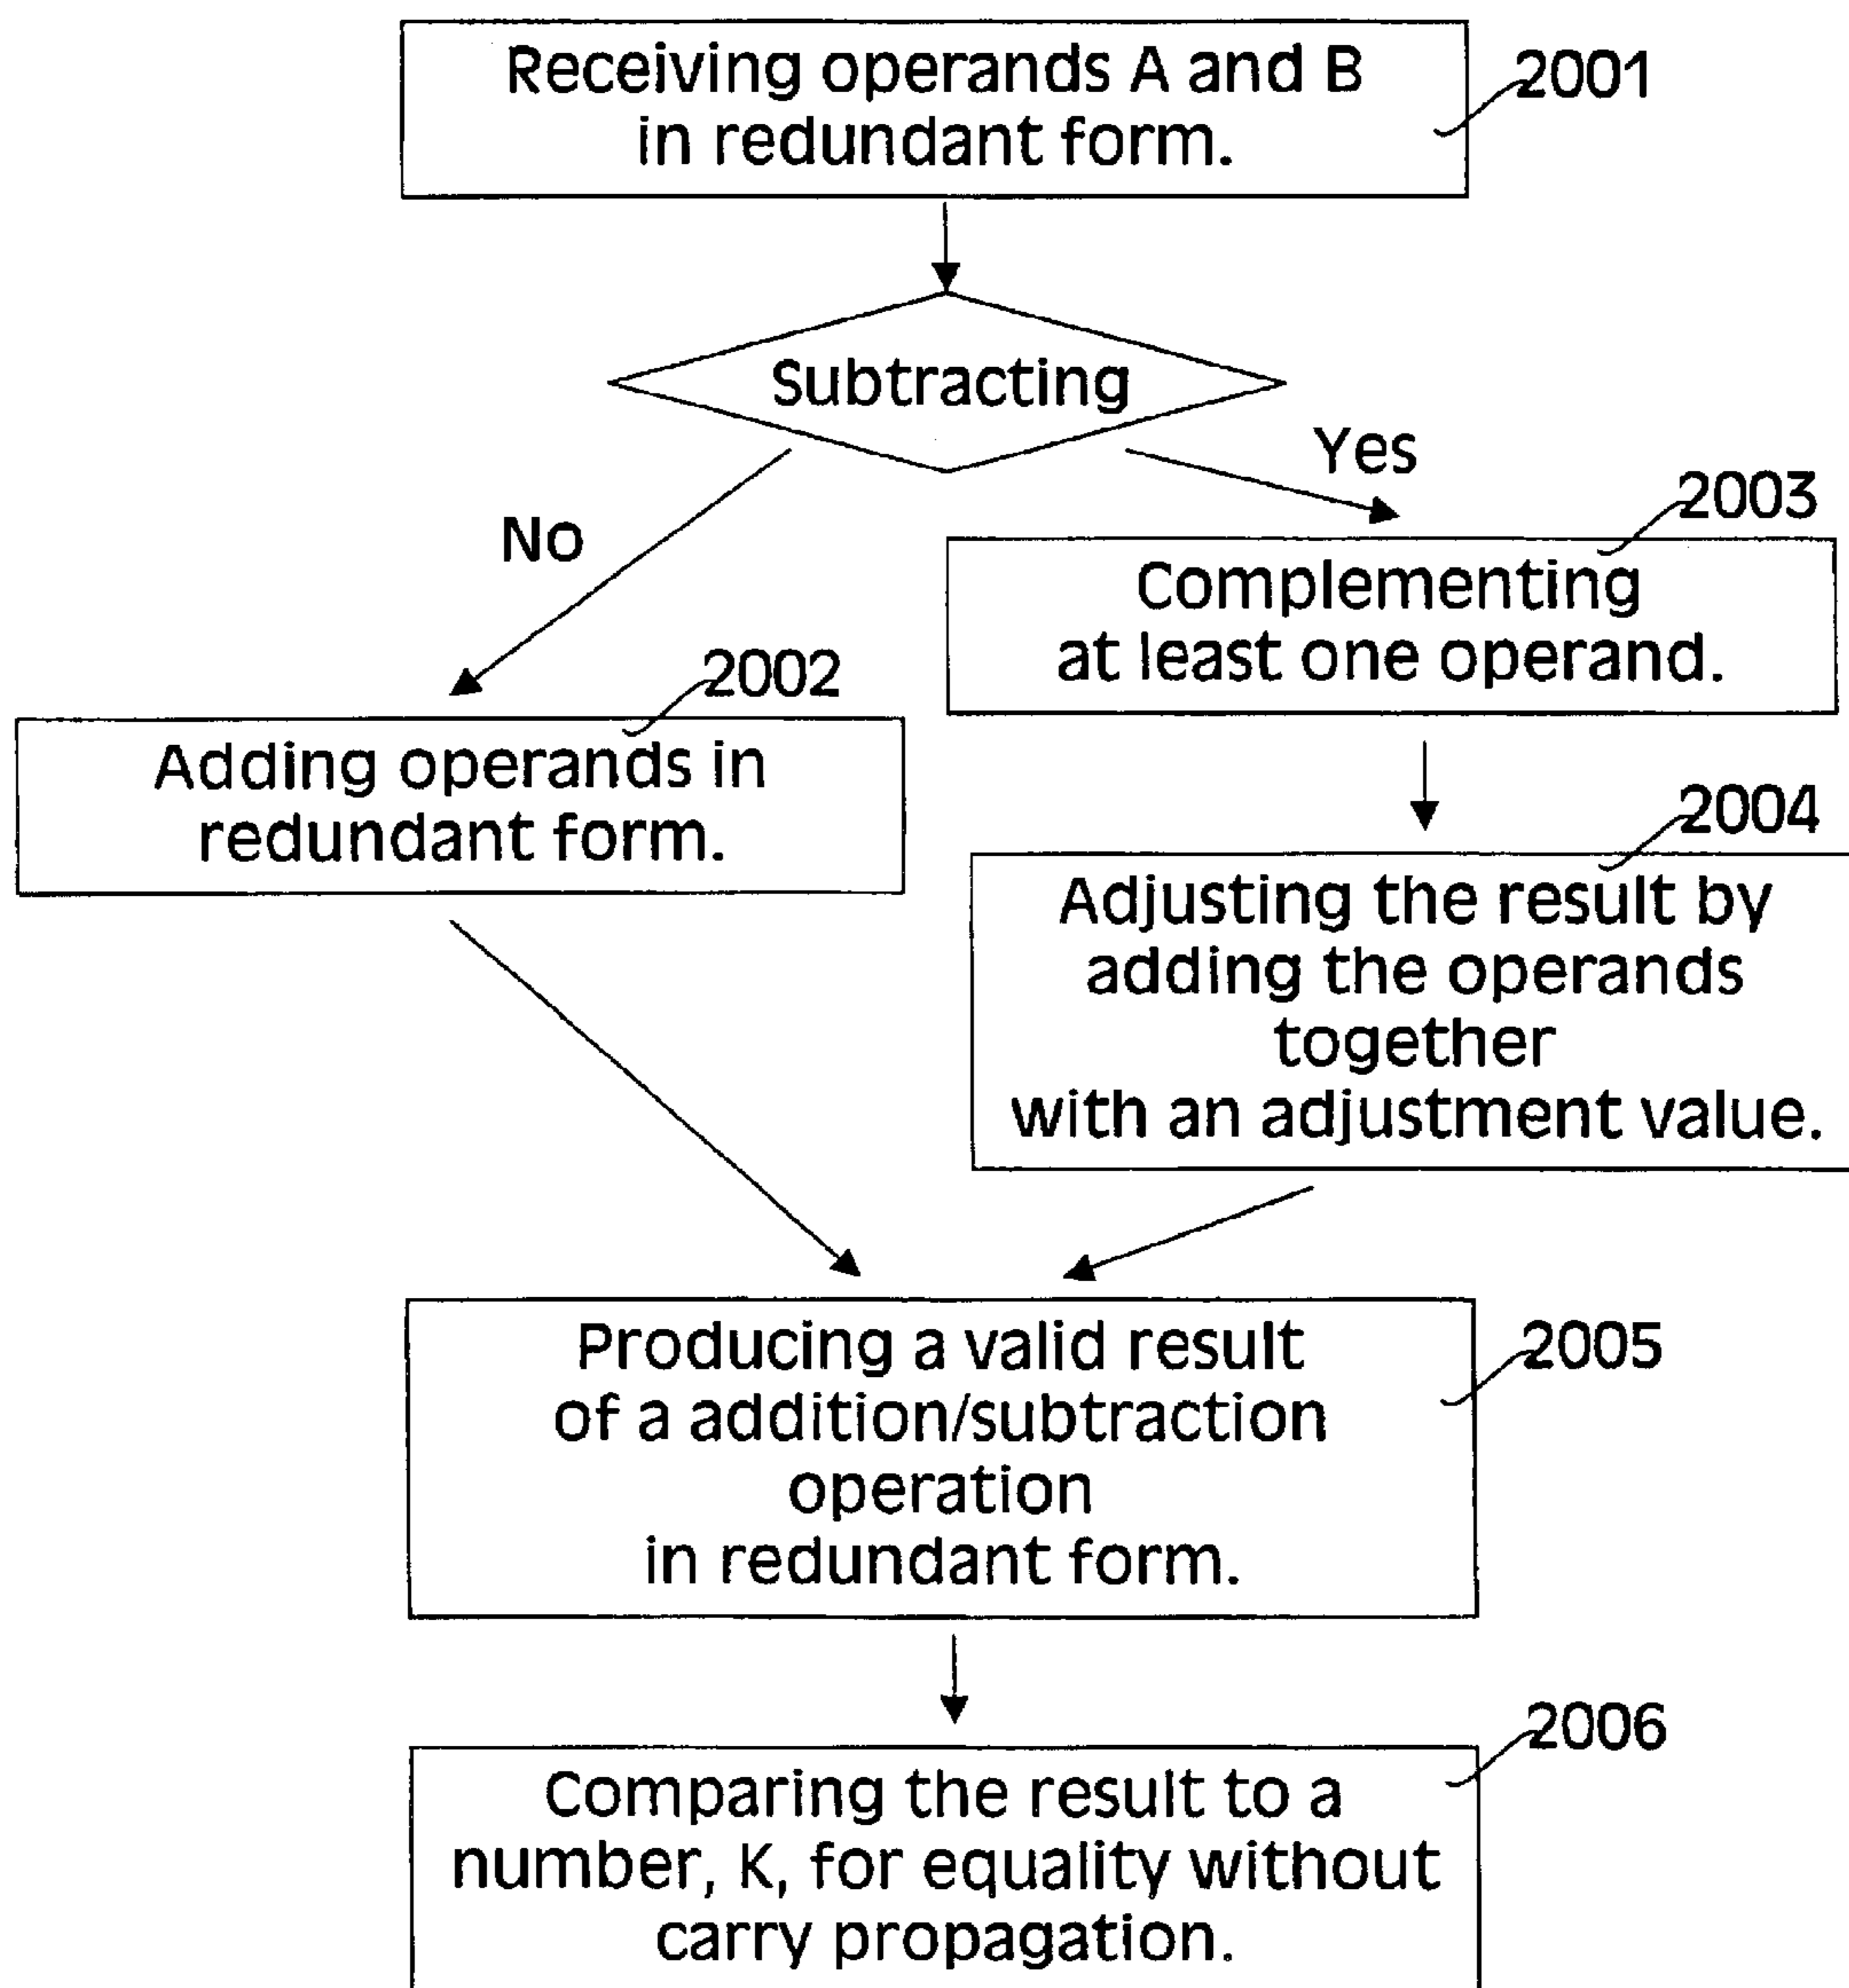 Receiving operands A and B
in redundant form.
2001
Subtracting
Yes
No
2003
Complementing
at least one operand.
2002
Adding operands in
redundant form.
2004
Adjusting the result by
adding the operands
together
with an adjustment value.
Producing a valid result
of a addition/subtraction
operation
in redundant form.
2005
2006
Comparing the result to a
number, K, for equality without
carry propagation.